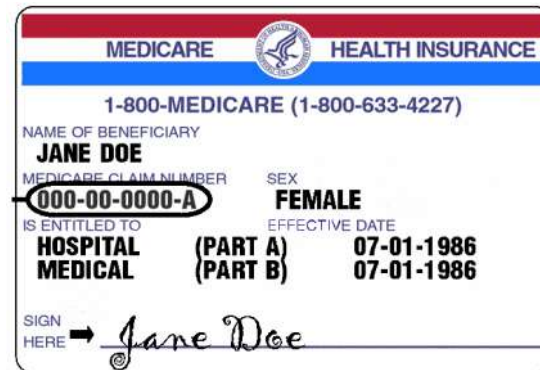 MEDICARE HEALTH INSURANCE
1-800-MEDICARE (1-800-633-4227)
NAME OF BENEFICIARY
JANE DOE
MEDICARE CLAIM NUMBER SEX
000-00-0000-A FEMALE
IS ENTITLED TO EFFECTIVE DATE
HOSPITAL (PART A) 07-01-1986
MEDICAL (PART B) 07-01-1986
SIGN
HERE Jane Doe